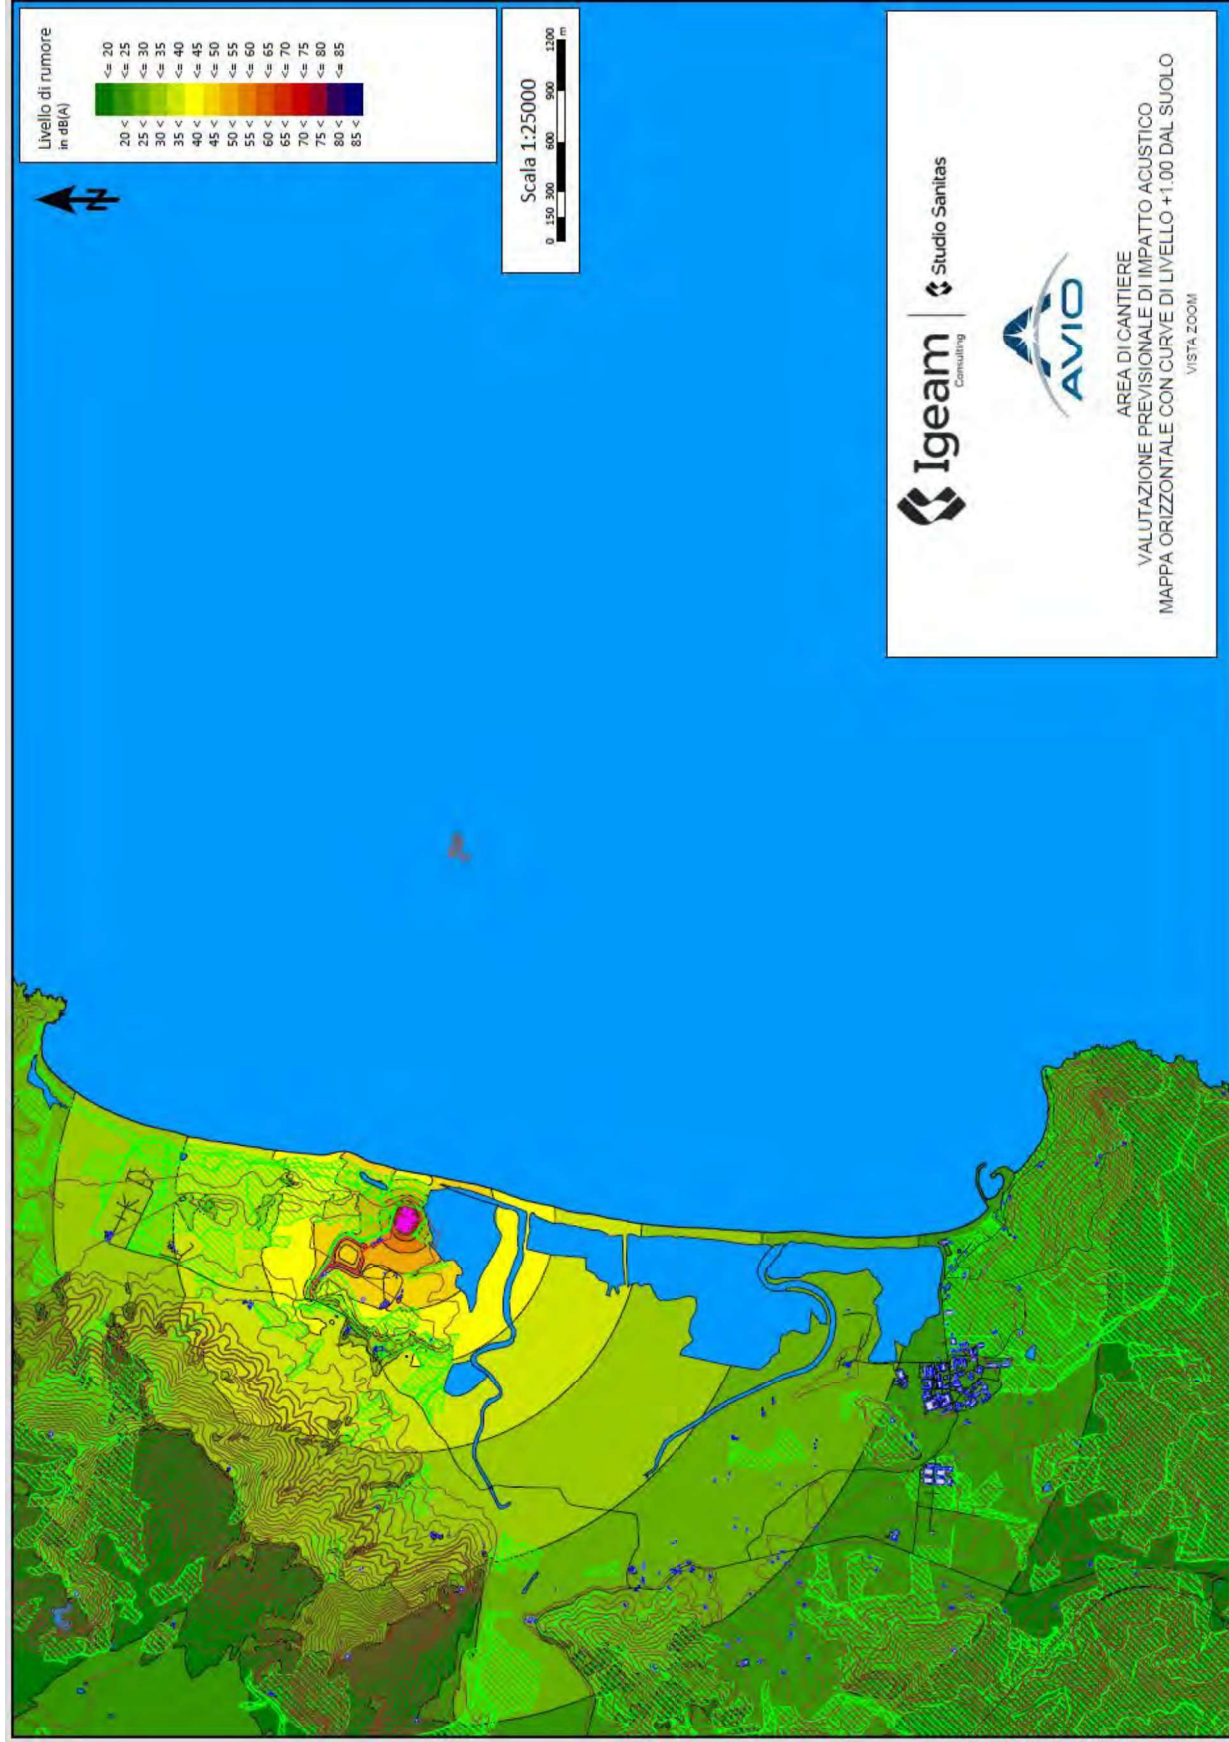 Livello di rumore
in dB(A)
<= 20
20 < <= 25
25 < <= 30
30 < <= 35
35 < <= 40
40 < <= 45
45 < <= 50
50 < <= 55
55 < <= 60
60 < <= 65
65 < <= 70
70 < <= 75
75 < <= 80
80 < <= 85
85 <
N
Scala 1:25000
0 150 300 600 900 1200
m
Igeam
Consulting
Studio Sanitas
AVIO
AREA DI CANTIERE
VALUTAZIONE PREVISIONALE DI IMPATTO ACUSTICO
MAPPA ORIZZONTALE CON CURVE DI LIVELLO +1.00 DAL SUOLO
VISTA ZOOM